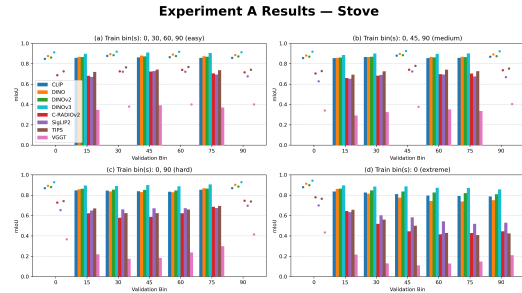 Experiment A Results — Stove
(a) Train bin(s): 0, 30, 60, 90 (easy)
mIoU
1.0
0.8
0.6
0.4
0.2
0.0
CLIP
DINO
DINOv2
DINOv3
C-RADIOv2
SigLIP2
TIPS
VGGT
0 15 30 45 60 75 90
Validation Bin
(b) Train bin(s): 0, 45, 90 (medium)
mIoU
1.0
0.8
0.6
0.4
0.2
0.0
0 15 30 45 60 75 90
Validation Bin
(c) Train bin(s): 0, 90 (hard)
mIoU
1.0
0.8
0.6
0.4
0.2
0.0
0 15 30 45 60 75 90
Validation Bin
(d) Train bin(s): 0 (extreme)
mIoU
1.0
0.8
0.6
0.4
0.2
0.0
0 15 30 45 60 75 90
Validation Bin